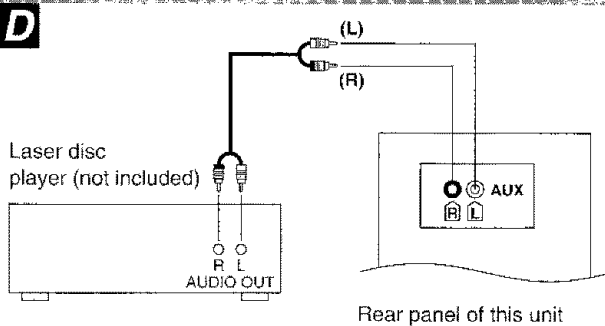 D
(L)
(R)
Laser disc
player (not included)
R L
AUDIO OUT
AUX
R L
Rear panel of this unit